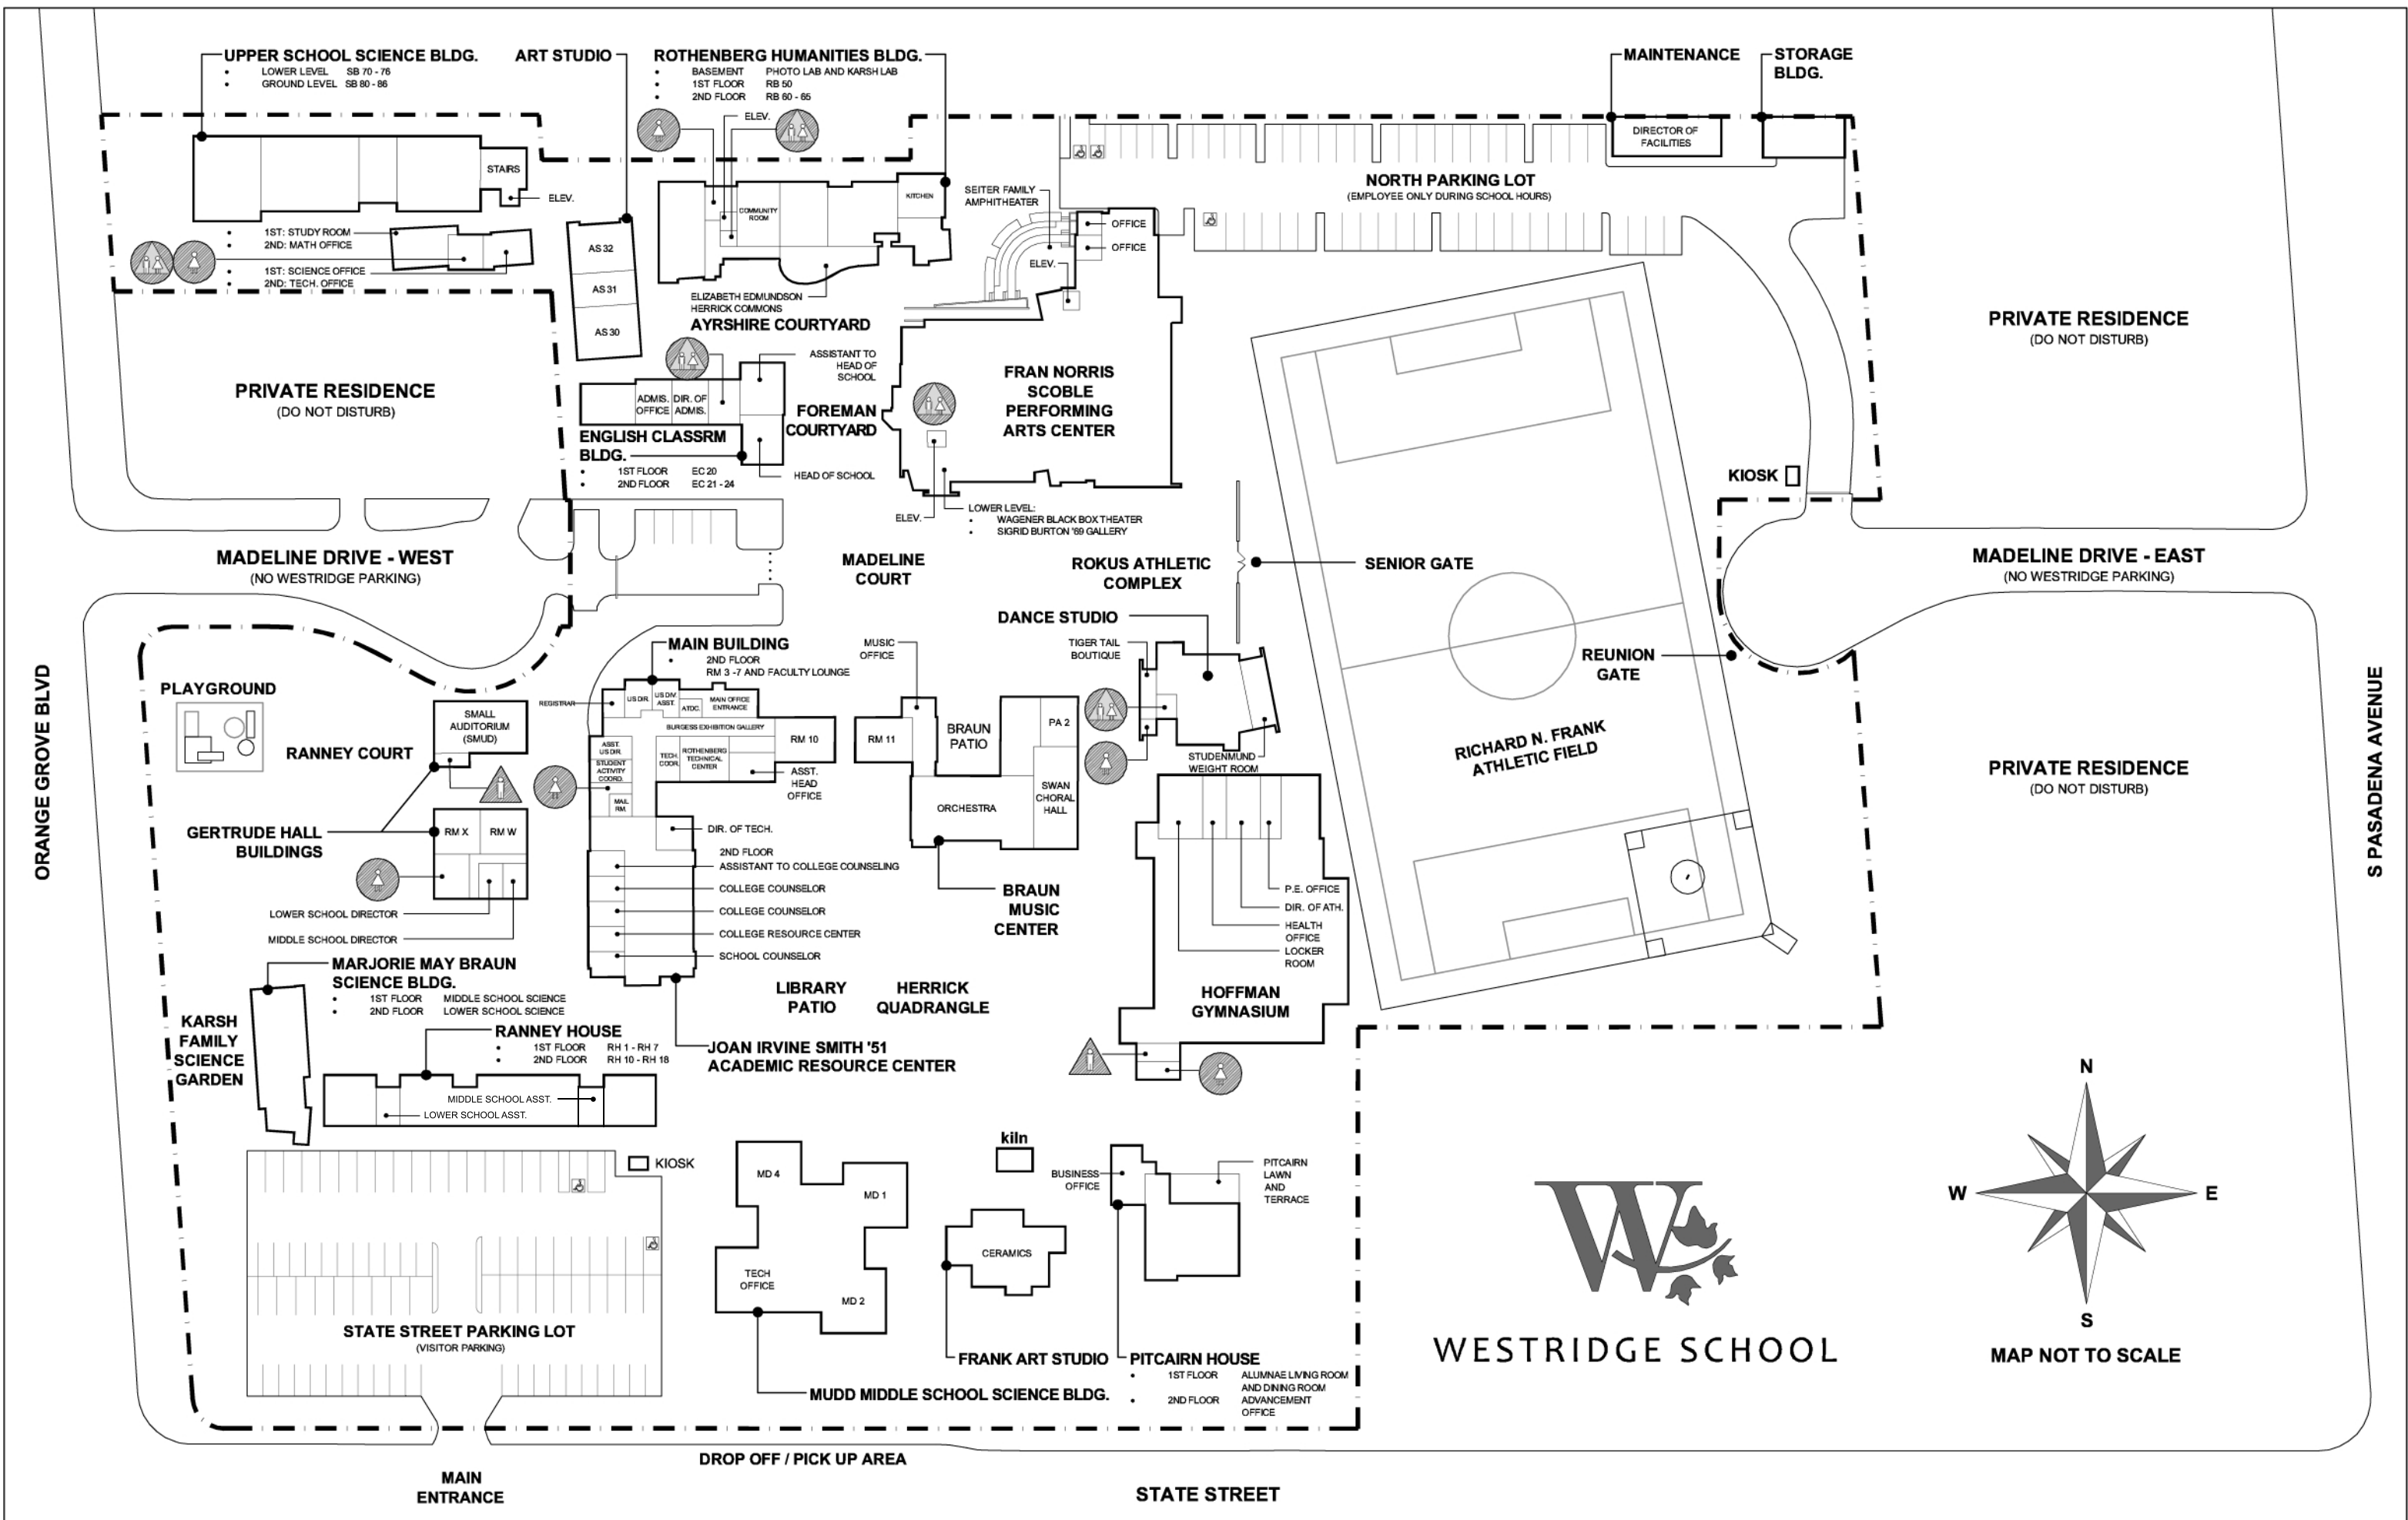 UPPER SCHOOL SCIENCE BLDG.
• LOWER LEVEL SB 70 - 76
• GROUND LEVEL SB 80 - 86
ART STUDIO
ROTHENBERG HUMANITIES BLDG.
• BASEMENT PHOTO LAB AND KARSH LAB
• 1ST FLOOR RB 50
• 2ND FLOOR RB 60 - 65
ELEV.
MAINTENANCE
STORAGE
BLDG.
DIRECTOR OF
FACILITIES
STAIRS
ELEV.
COMMUNITY
ROOM
KITCHEN
SEITER FAMILY
AMPHITHEATER
NORTH PARKING LOT
(EMPLOYEE ONLY DURING SCHOOL HOURS)
OFFICE
OFFICE
ELEV.
• 1ST: STUDY ROOM
• 2ND: MATH OFFICE
• 1ST: SCIENCE OFFICE
• 2ND: TECH. OFFICE
AS 32
AS 31
AS 30
ELIZABETH EDMUNDSON
HERRICK COMMONS
AYRSHIRE COURTYARD
PRIVATE RESIDENCE
(DO NOT DISTURB)
PRIVATE RESIDENCE
(DO NOT DISTURB)
ASSISTANT TO
HEAD OF
SCHOOL
ADMIS.
OFFICE
DIR. OF
ADMIS.
FOREMAN
COURTYARD
FRAN NORRIS
SCOBLE
PERFORMING
ARTS CENTER
ENGLISH CLASSRM
BLDG.
• 1ST FLOOR EC 20
• 2ND FLOOR EC 21 - 24
HEAD OF SCHOOL
KIOSK
ELEV.
LOWER LEVEL:
• WAGENER BLACK BOX THEATER
• SIGRID BURTON '69 GALLERY
MADELINE DRIVE - WEST
(NO WESTRIDGE PARKING)
MADELINE
COURT
ROKUS ATHLETIC
COMPLEX
SENIOR GATE
MADELINE DRIVE - EAST
(NO WESTRIDGE PARKING)
DANCE STUDIO
TIGER TAIL
BOUTIQUE
REUNION
GATE
MAIN BUILDING
• 2ND FLOOR
RM 3 -7 AND FACULTY LOUNGE
MUSIC
OFFICE
ORANGE GROVE BLVD
S PASADENA AVENUE
PLAYGROUND
RANNEY COURT
SMALL
AUDITORIUM
(SMUD)
REGISTRAR
US DIR.
US DIV.
ASST.
ATDC.
MAIN OFFICE
ENTRANCE
BURGESS EXHIBITION GALLERY
ASST.
US DIR.
STUDENT
ACTIVITY
COORD.
MAIL
RM.
TECH.
COOR.
ROTHENBERG
TECHNICAL
CENTER
RM 10
ASST.
HEAD
OFFICE
RM 11
BRAUN
PATIO
PA 2
ORCHESTRA
SWAN
CHORAL
HALL
STUDENMUND
WEIGHT ROOM
RICHARD N. FRANK
ATHLETIC FIELD
PRIVATE RESIDENCE
(DO NOT DISTURB)
GERTRUDE HALL
BUILDINGS
RM X
RM W
LOWER SCHOOL DIRECTOR
MIDDLE SCHOOL DIRECTOR
DIR. OF TECH.
2ND FLOOR
ASSISTANT TO COLLEGE COUNSELING
COLLEGE COUNSELOR
COLLEGE COUNSELOR
COLLEGE RESOURCE CENTER
SCHOOL COUNSELOR
BRAUN
MUSIC
CENTER
P.E. OFFICE
DIR. OF ATH.
HEALTH
OFFICE
LOCKER
ROOM
HOFFMAN
GYMNASIUM
MARJORIE MAY BRAUN
SCIENCE BLDG.
• 1ST FLOOR MIDDLE SCHOOL SCIENCE
• 2ND FLOOR LOWER SCHOOL SCIENCE
LIBRARY
PATIO
HERRICK
QUADRANGLE
KARSH
FAMILY
SCIENCE
GARDEN
RANNEY HOUSE
• 1ST FLOOR RH 1 - RH 7
• 2ND FLOOR RH 10 - RH 18
JOAN IRVINE SMITH '51
ACADEMIC RESOURCE CENTER
MIDDLE SCHOOL ASST.
LOWER SCHOOL ASST.
KIOSK
STATE STREET PARKING LOT
(VISITOR PARKING)
MD 4
MD 1
TECH
OFFICE
MD 2
kiln
CERAMICS
BUSINESS
OFFICE
PITCAIRN
LAWN
AND
TERRACE
FRANK ART STUDIO
PITCAIRN HOUSE
• 1ST FLOOR ALUMNAE LIVING ROOM
AND DINING ROOM
• 2ND FLOOR ADVANCEMENT
OFFICE
MUDD MIDDLE SCHOOL SCIENCE BLDG.
W
WESTRIDGE SCHOOL
N
W
E
S
MAP NOT TO SCALE
DROP OFF / PICK UP AREA
MAIN
ENTRANCE
STATE STREET